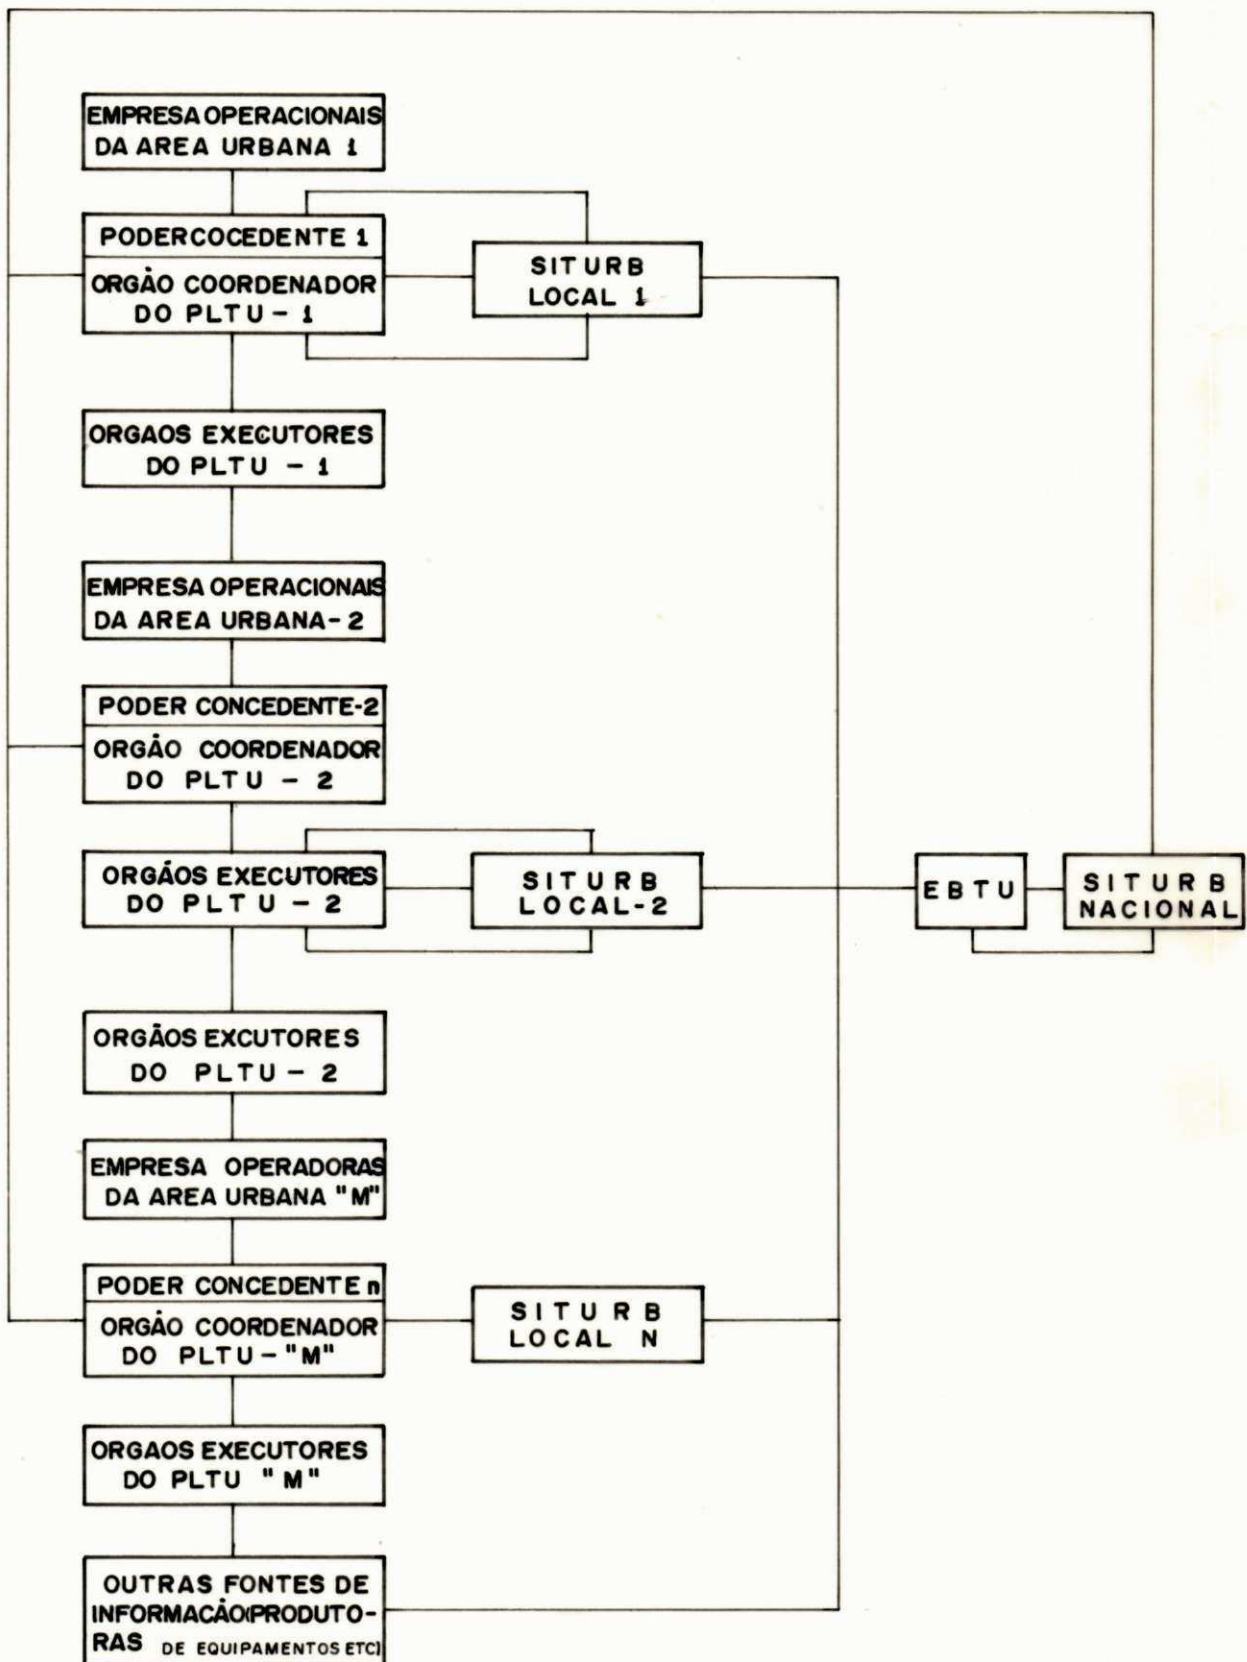 EMPRESA OPERACIONAIS
DA AREA URBANA 1
PODER COCEDENTE 1
ORGÃO COORDENADOR
DO PLTU - 1
SITURB
LOCAL 1
ORGAOS EXECUTORES
DO PLTU - 1
EMPRESA OPERACIONAIS
DA AREA URBANA - 2
PODER CONCEDENTE-2
ORGÃO COORDENADOR
DO PLTU - 2
ORGÃOS EXECUTORES
DO PLTU - 2
SITURB
LOCAL-2
EBTU
SITURB
NACIONAL
ORGÃOS EXCUTORES
DO PLTU - 2
EMPRESA OPERADORAS
DA AREA URBANA "M"
PODER CONCEDENTE n
ORGÃO COORDENADOR
DO PLTU - "M"
SITURB
LOCAL N
ORGAOS EXECUTORES
DO PLTU "M"
OUTRAS FONTES DE
INFORMACÃO(PRODUTO-
RAS DE EQUIPAMENTOS ETC)